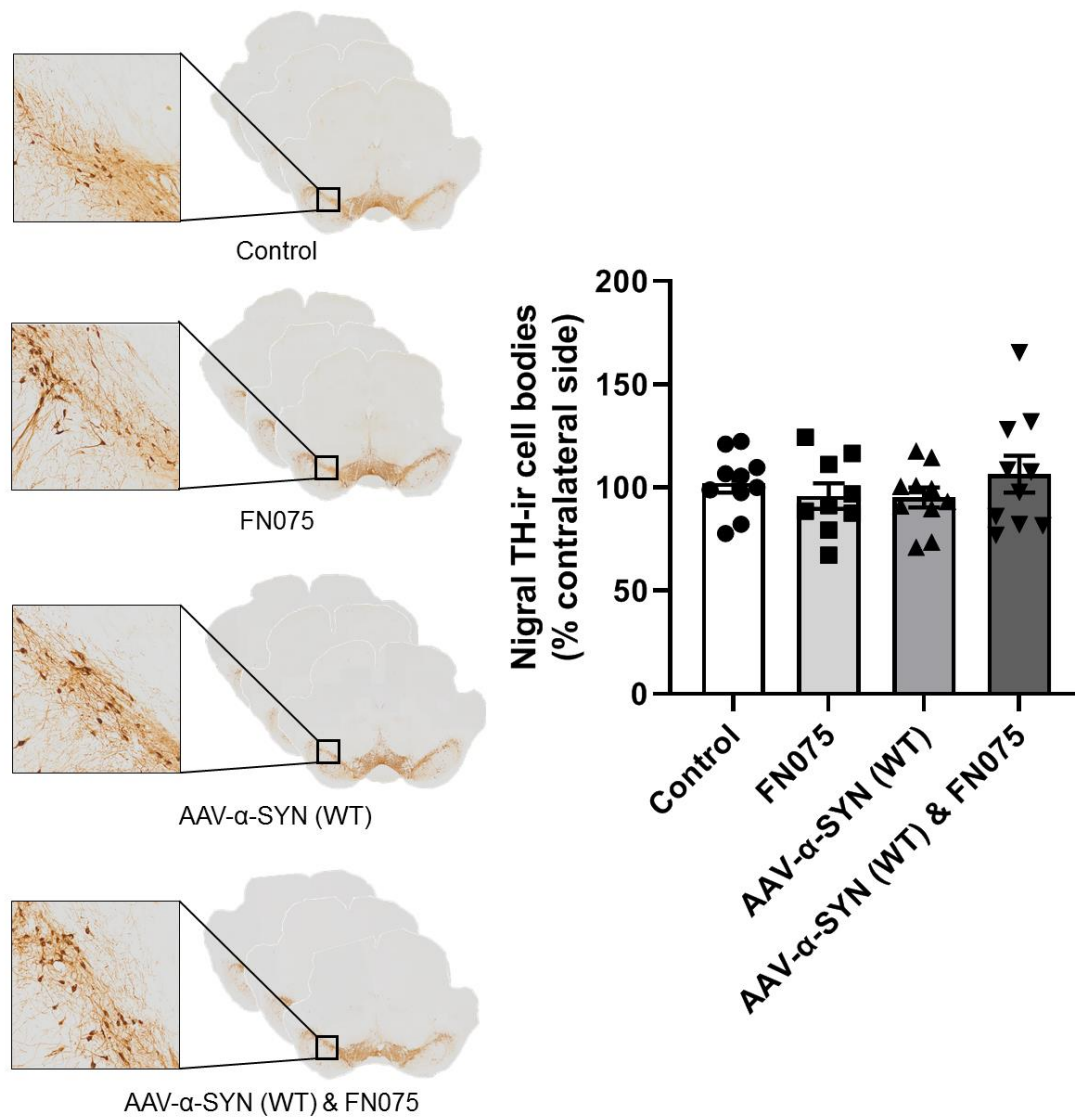 Control
FN075
AAV-α-SYN (WT)
AAV-α-SYN (WT) & FN075
Nigral TH-ir cell bodies
(% contralateral side)
200
150
100
50
0
Control
FN075
AAV-α-SYN (WT)
AAV-α-SYN (WT) & FN075